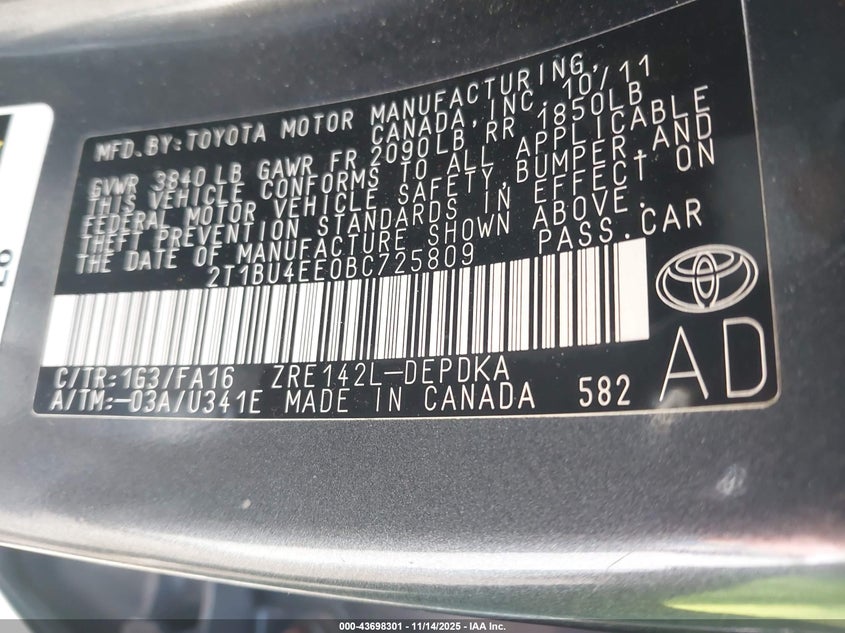 MFD. BY: TOYOTA MOTOR MANUFACTURING,
CANADA, INC. 10/11
GVWR 3840 LB GAWR FR 2090LB RR 1850LB
THIS VEHICLE CONFORMS TO ALL APPLICABLE
FEDERAL MOTOR VEHICLE SAFETY, BUMPER, AND
THEFT PREVENTION STANDARDS IN EFFECT ON
THE DATE OF MANUFACTURE SHOWN ABOVE.
2T1BU4EE0BC725809 PASS. CAR
C/TR: 1G3/FA16 ZRE142L-DEPDKA
A/TM: -03A/U341E MADE IN CANADA 582
AD
000-43698301 - 11/14/2025 - IAA Inc.